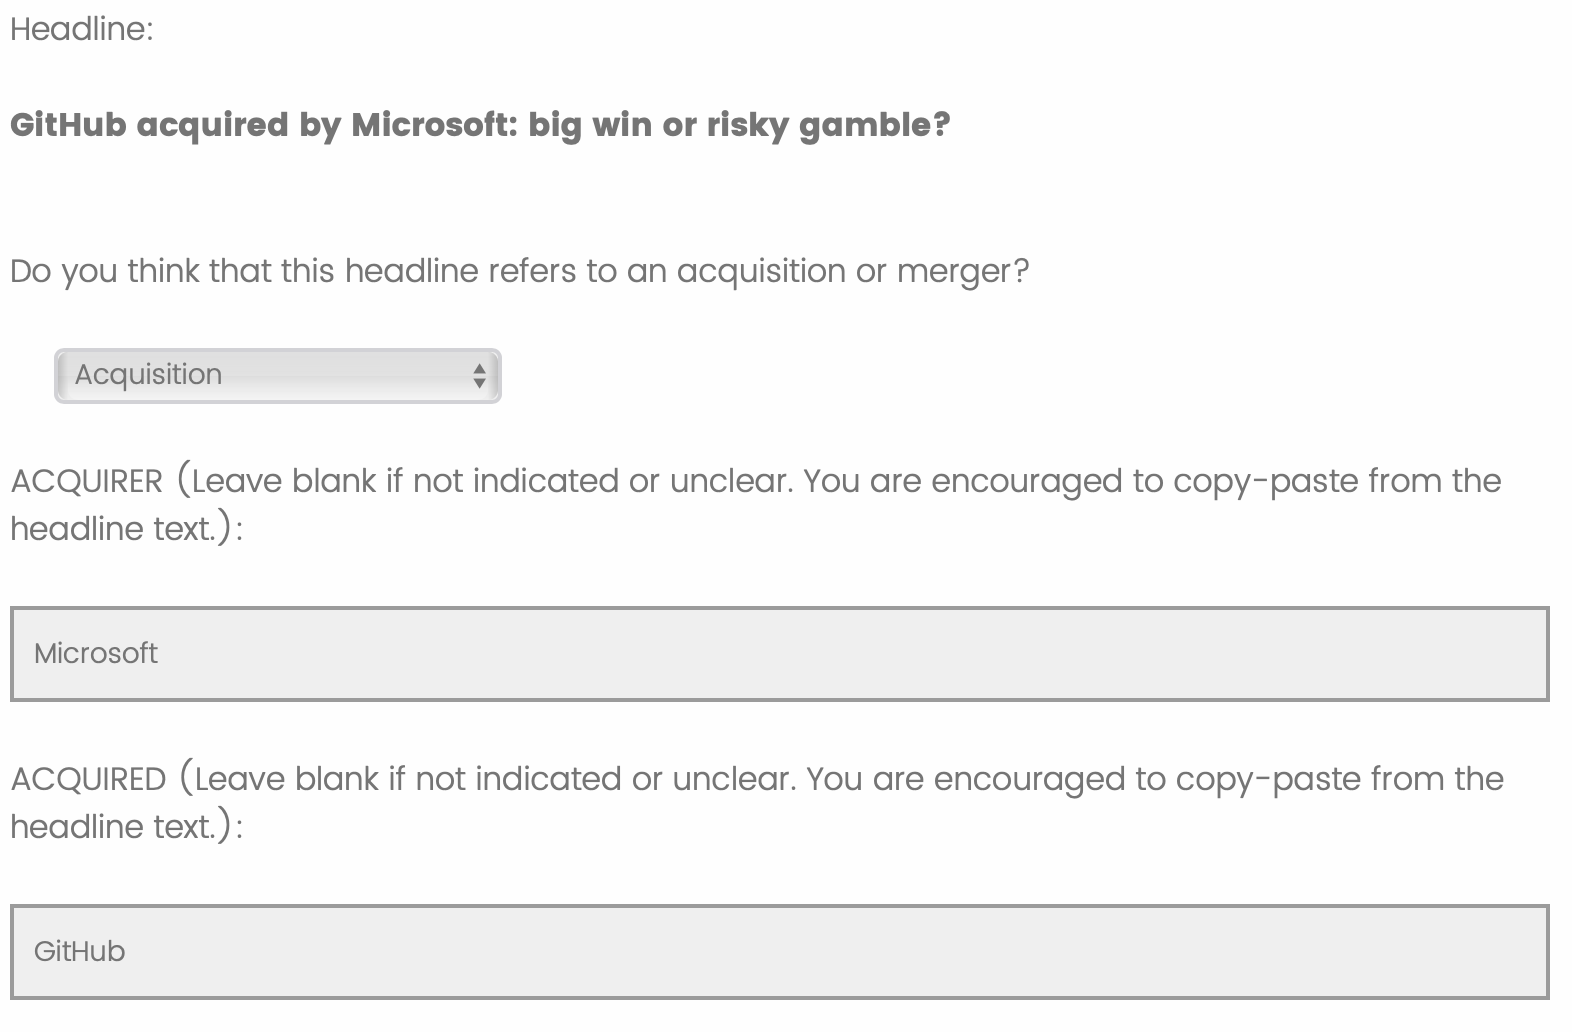 Headline:
GitHub acquired by Microsoft: big win or risky gamble?
Do you think that this headline refers to an acquisition or merger?
Acquisition
ACQUIRER (Leave blank if not indicated or unclear. You are encouraged to copy-paste from the
headline text.):
Microsoft
ACQUIRED (Leave blank if not indicated or unclear. You are encouraged to copy-paste from the
headline text.):
GitHub